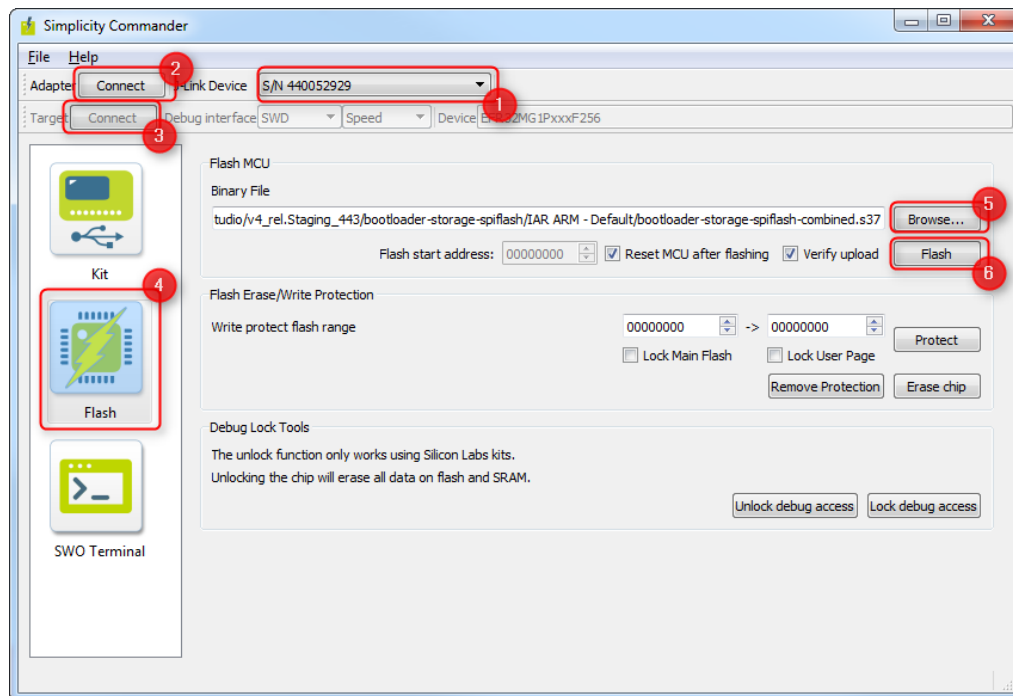 Simplicity Commander
File Help
Adapter Connect 2 J-Link Device S/N 440052929 1
Target Connect 3 Debug interface SWD Speed Device EFR32MG1PxxxF256
Flash MCU
Binary File
tudio/v4_rel.Staging_443/bootloader-storage-spiflash/IAR ARM - Default/bootloader-storage-spiflash-combined.s37 Browse... 5
Flash start address: 00000000 Reset MCU after flashing Verify upload Flash 6
Kit
4
Flash
SWO Terminal
Flash Erase/Write Protection
Write protect flash range 00000000 -> 00000000 Protect
Lock Main Flash Lock User Page
Remove Protection Erase chip
Debug Lock Tools
The unlock function only works using Silicon Labs kits.
Unlocking the chip will erase all data on flash and SRAM.
Unlock debug access Lock debug access